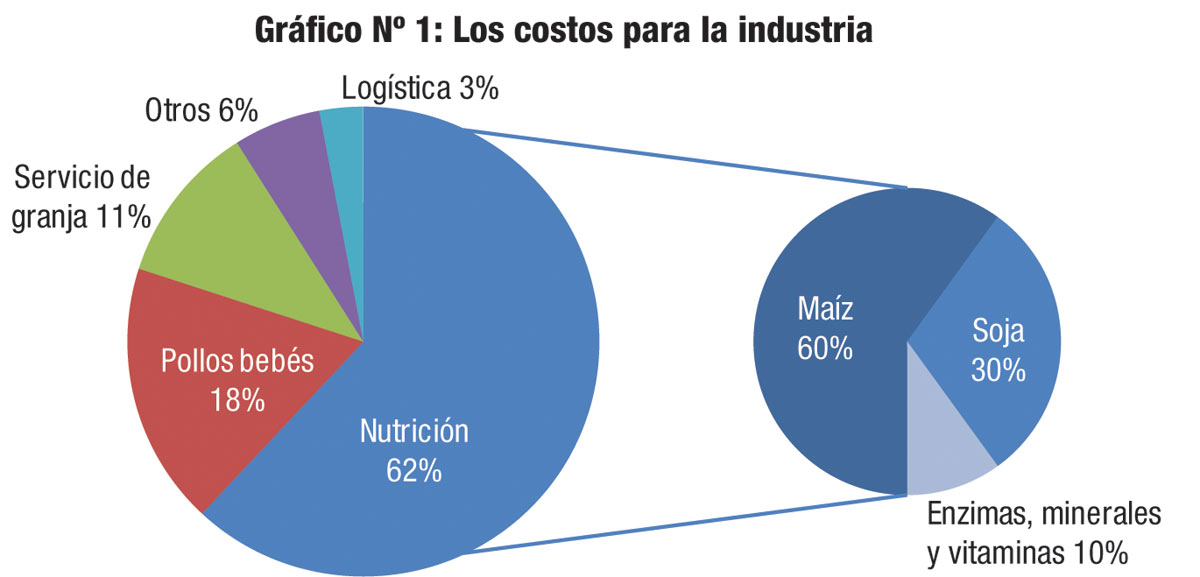 Gráfico Nº 1: Los costos para la industria
Logística 3%
Otros 6%
Servicio de
granja 11%
Pollos bebés
18%
Nutrición
62%
Maíz
60%
Soja
30%
Enzimas, minerales
y vitaminas 10%